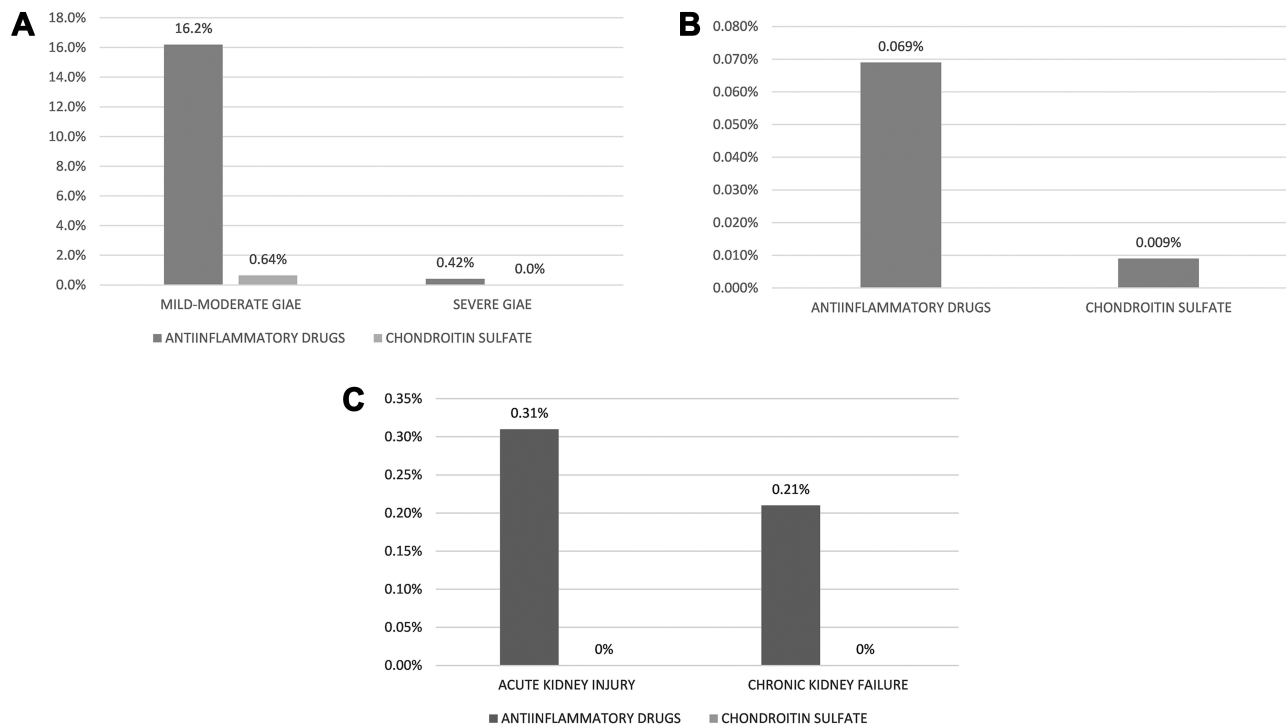 A
18.0%
16.0%
14.0%
12.0%
10.0%
8.0%
6.0%
4.0%
2.0%
0.0%
16.2%
0.64%
0.42%
0.0%
MILD-MODERATE GIAE
SEVERE GIAE
ANTIINFLAMMATORY DRUGS
CHONDROITIN SULFATE
B
0.080%
0.070%
0.060%
0.050%
0.040%
0.030%
0.020%
0.010%
0.000%
0.069%
0.009%
ANTIINFLAMMATORY DRUGS
CHONDROITIN SULFATE
C
0.35%
0.30%
0.25%
0.20%
0.15%
0.10%
0.05%
0.00%
0.31%
0%
0.21%
0%
ACUTE KIDNEY INJURY
CHRONIC KIDNEY FAILURE
ANTIINFLAMMATORY DRUGS
CHONDROITIN SULFATE